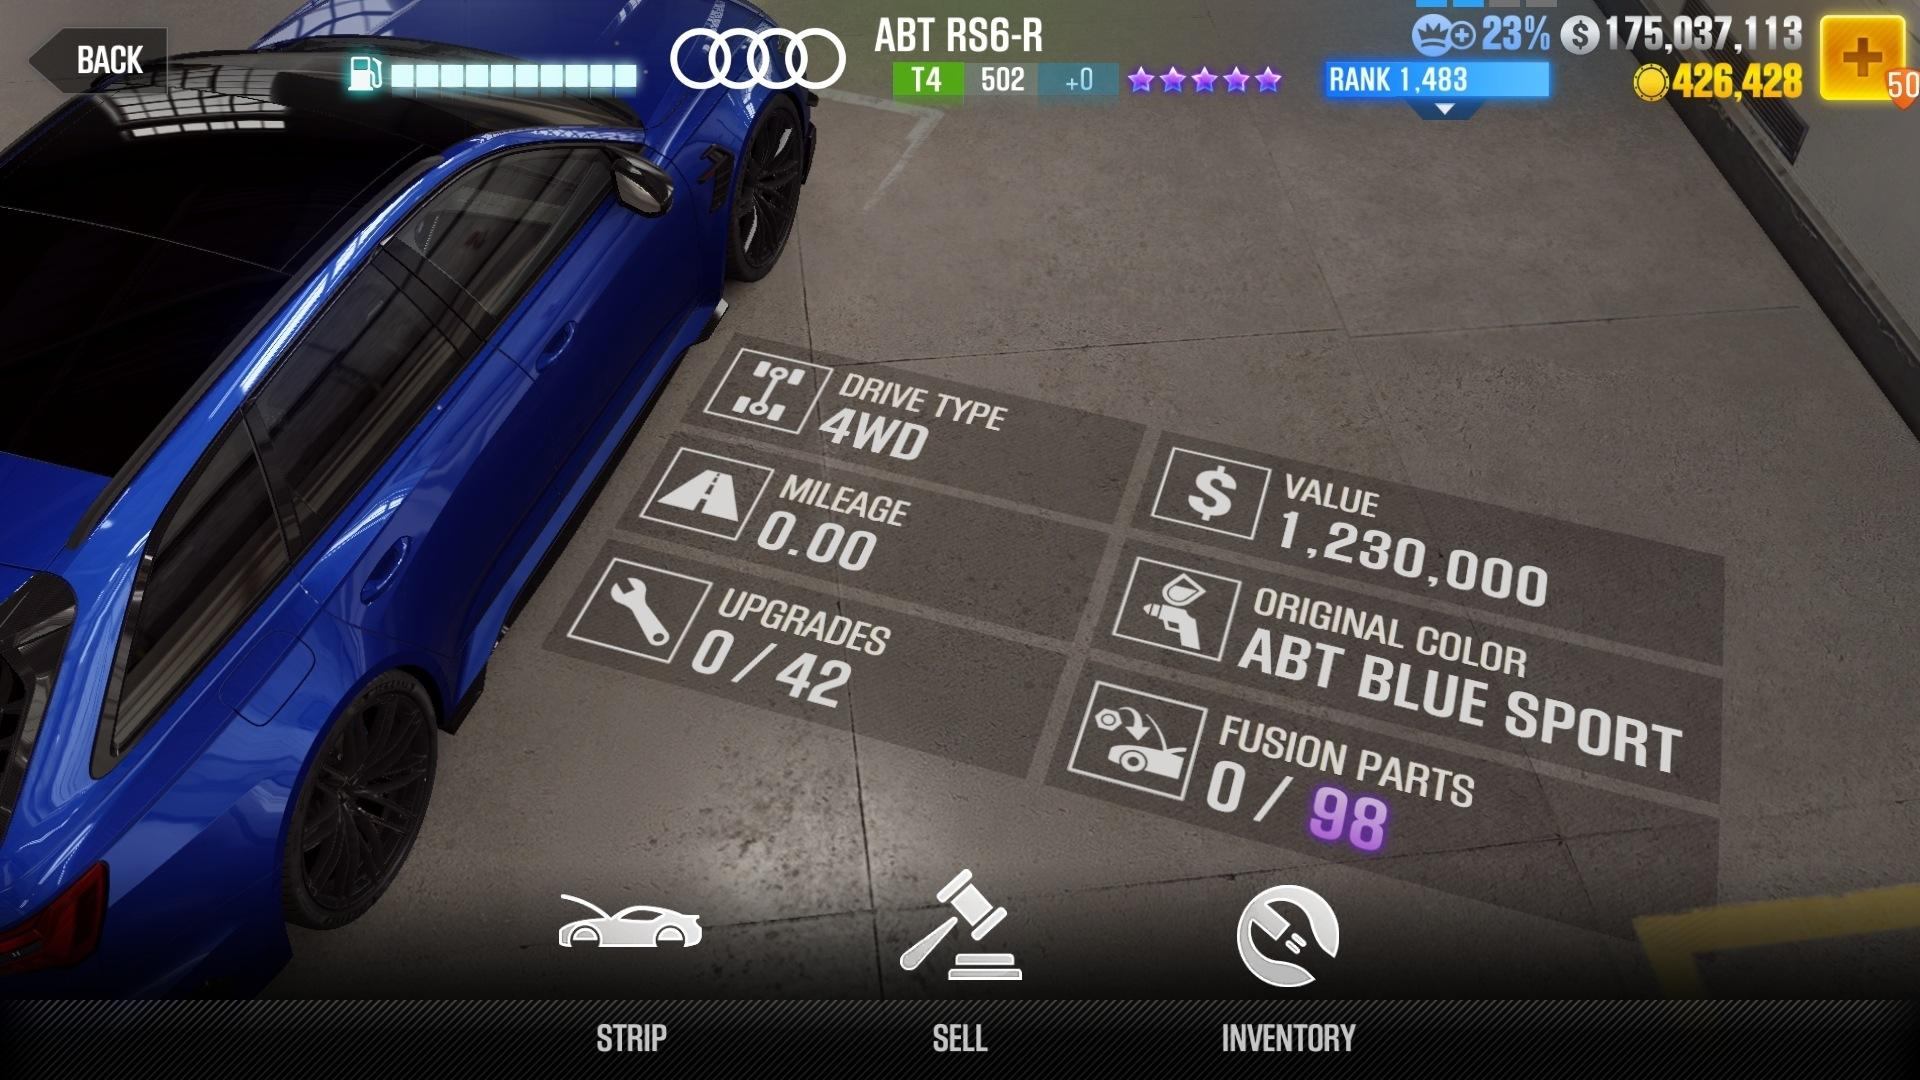 BACK
ABT RS6-R
T4 502 +0
23%
$ 175,037,113
RANK 1,483
426,428
50
DRIVE TYPE
4WD
MILEAGE
0.00
UPGRADES
0/42
$
VALUE
1,230,000
ORIGINAL COLOR
ABT BLUE SPORT
FUSION PARTS
0/ 98
STRIP
SELL
INVENTORY